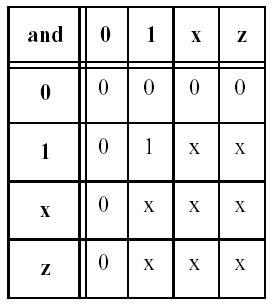 and 0 1 x z
0 0 0 0 0
1 0 1 x x
x 0 x x x
z 0 x x x